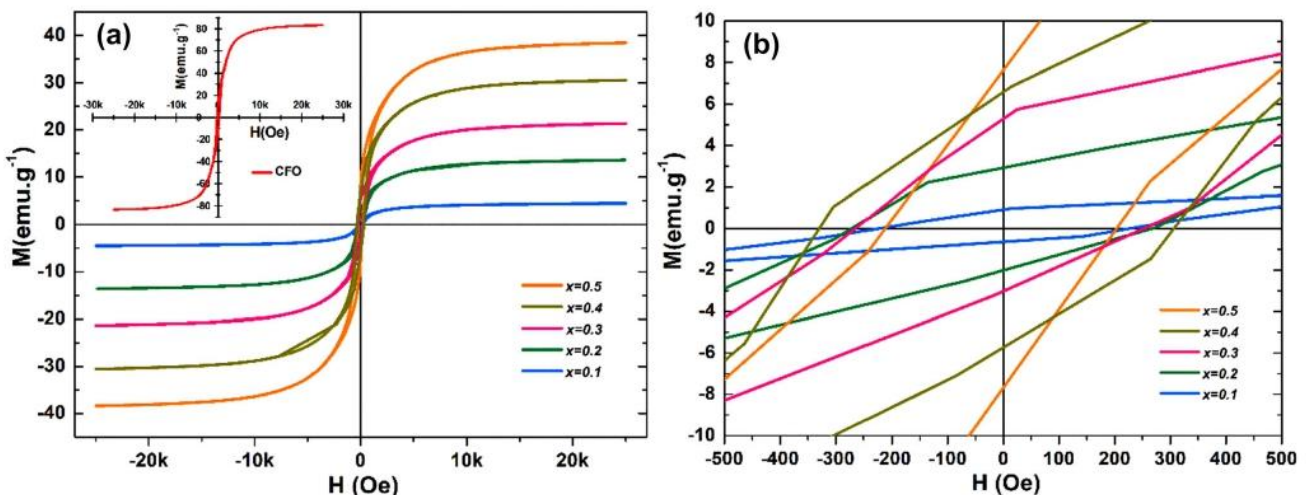 (a)
M(emu.g-1)
40
30
20
10
0
-10
-20
-30
-40
-20k
-10k
0
10k
20k
H (Oe)
M(emu.g-1)
80
60
40
20
0
-20
-40
-60
-80
-30k
-20k
-10k
0
10k
20k
30k
H(Oe)
CFO
x=0.5
x=0.4
x=0.3
x=0.2
x=0.1
(b)
M(emu.g-1)
10
8
6
4
2
0
-2
-4
-6
-8
-10
-500
-400
-300
-200
-100
0
100
200
300
400
500
H (Oe)
x=0.5
x=0.4
x=0.3
x=0.2
x=0.1